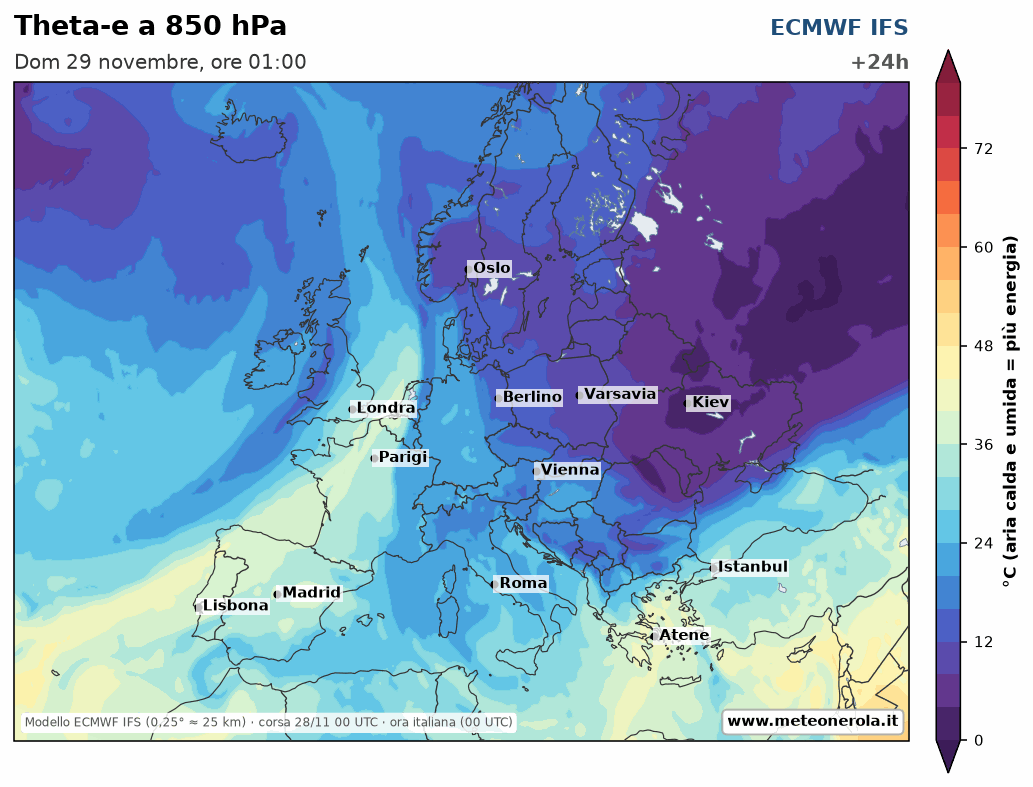 Theta-e a 850 hPa
ECMWF IFS
Dom 29 novembre, ore 01:00
+24h
72
60
48
36
24
12
0
°C (aria calda e umida = più energia)
Oslo
Berlino
Varsavia
Kiev
Londra
Parigi
Vienna
Istanbul
Roma
Madrid
Lisbona
Atene
Modello ECMWF IFS (0,25° ≈ 25 km) · corsa 28/11 00 UTC · ora italiana (00 UTC)
www.meteonerola.it